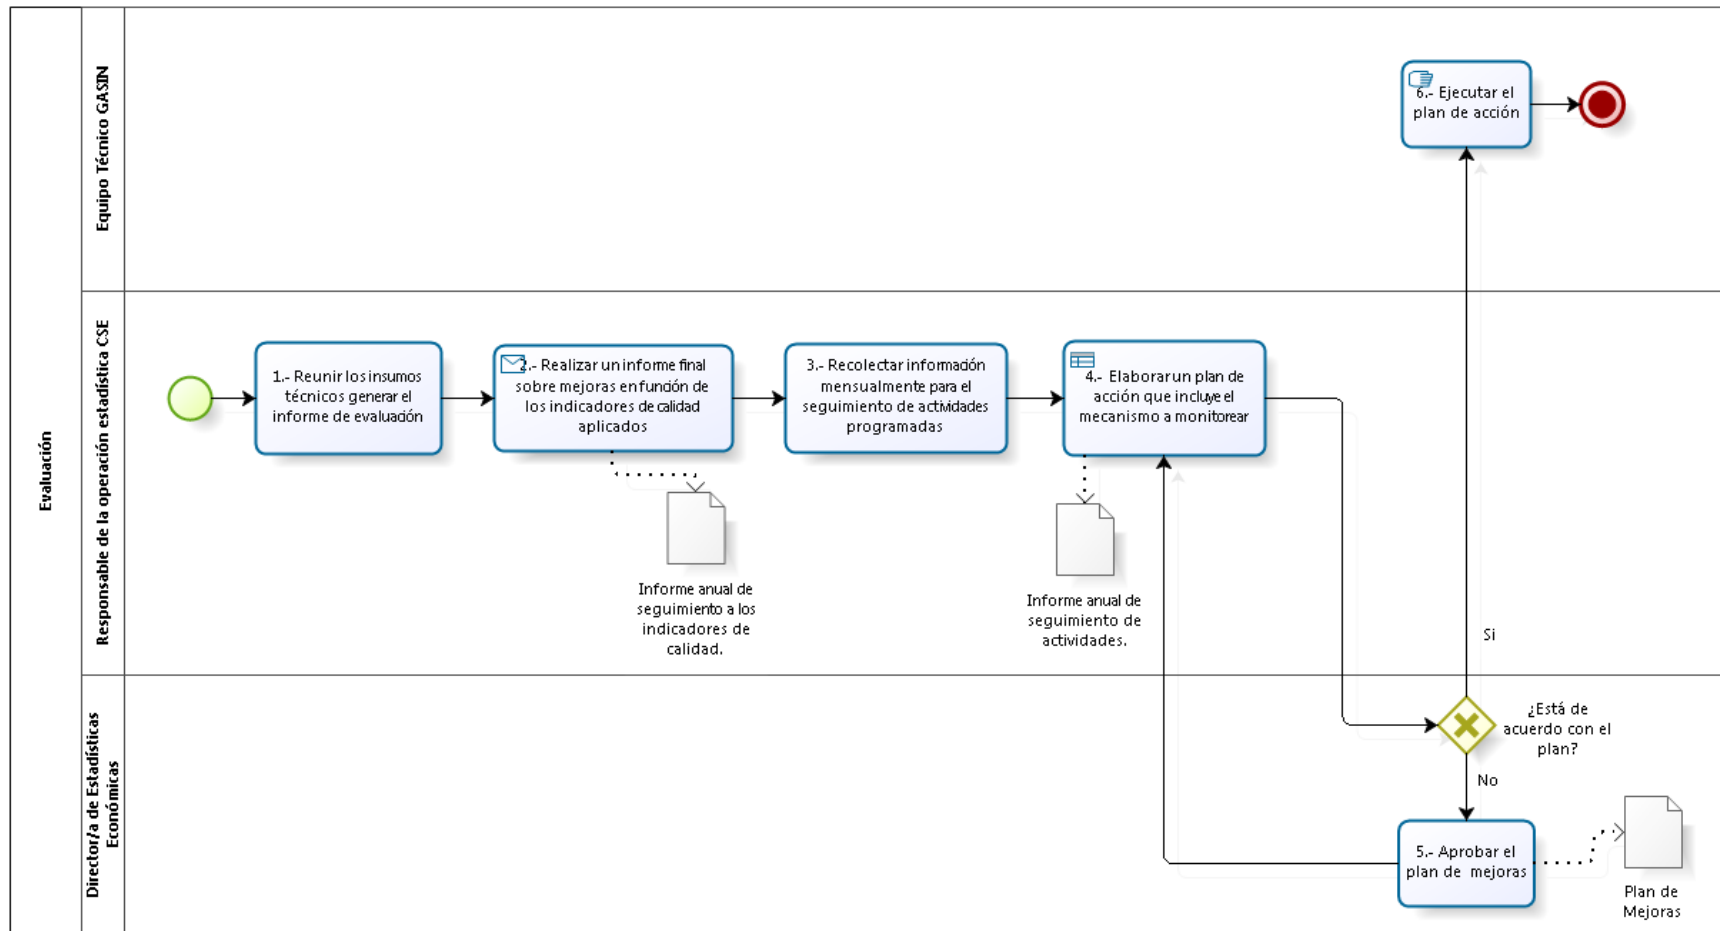 Evaluación
Equipo Técnico GASIN
6.- Ejecutar el
plan de acción
Responsable de la operación estadística CSE
1.- Reunir los insumos
técnicos generar el
informe de evaluación
2.- Realizar un informe final
sobre mejoras en función de
los indicadores de calidad
aplicados
3.- Recolectar información
mensualmente para el
seguimiento de actividades
programadas
4.- Elaborar un plan de
acción que incluye el
mecanismo a monitorear
Informe anual de
seguimiento a los
indicadores de
calidad.
Informe anual de
seguimiento de
actividades.
Si
Director/a de Estadísticas
Económicas
¿Está de
acuerdo con el
plan?
No
5.- Aprobar el
plan de mejoras
Plan de
Mejoras